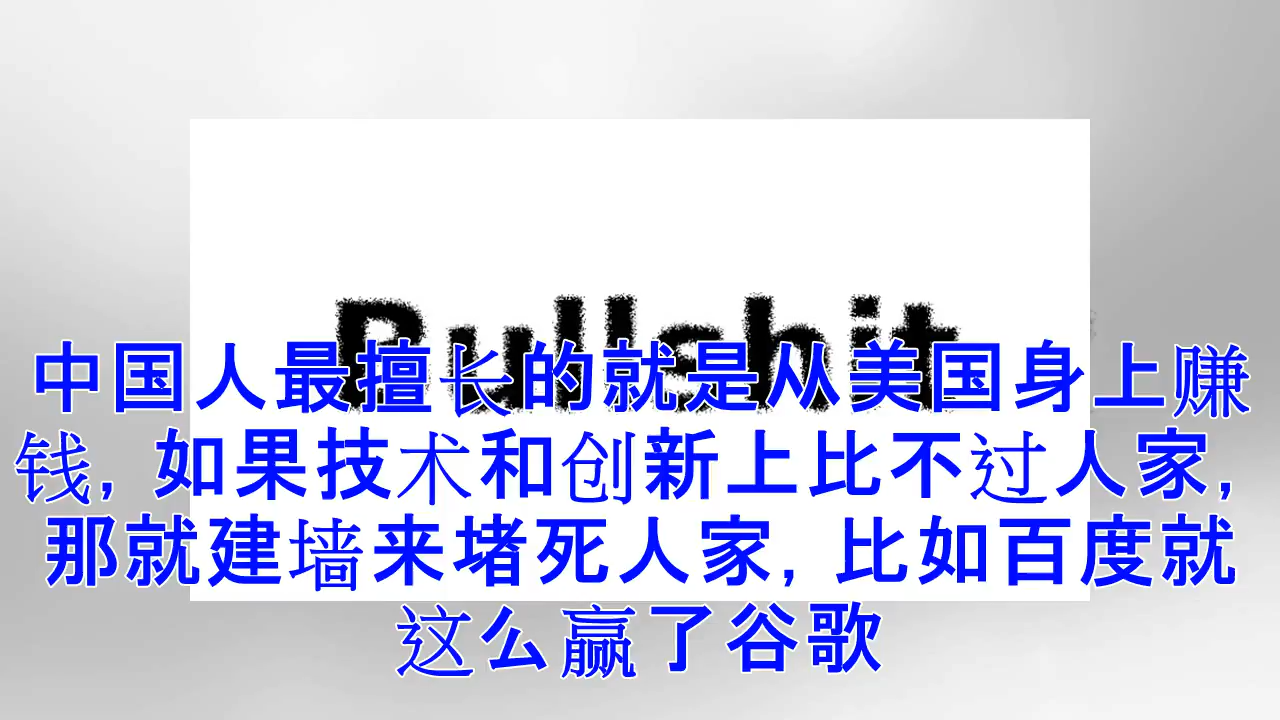 Bullshit
中国人最擅长的就是从美国身上赚
钱, 如果技术和创新上比不过人家,
那就建墙来堵死人家, 比如百度就
这么赢了谷歌